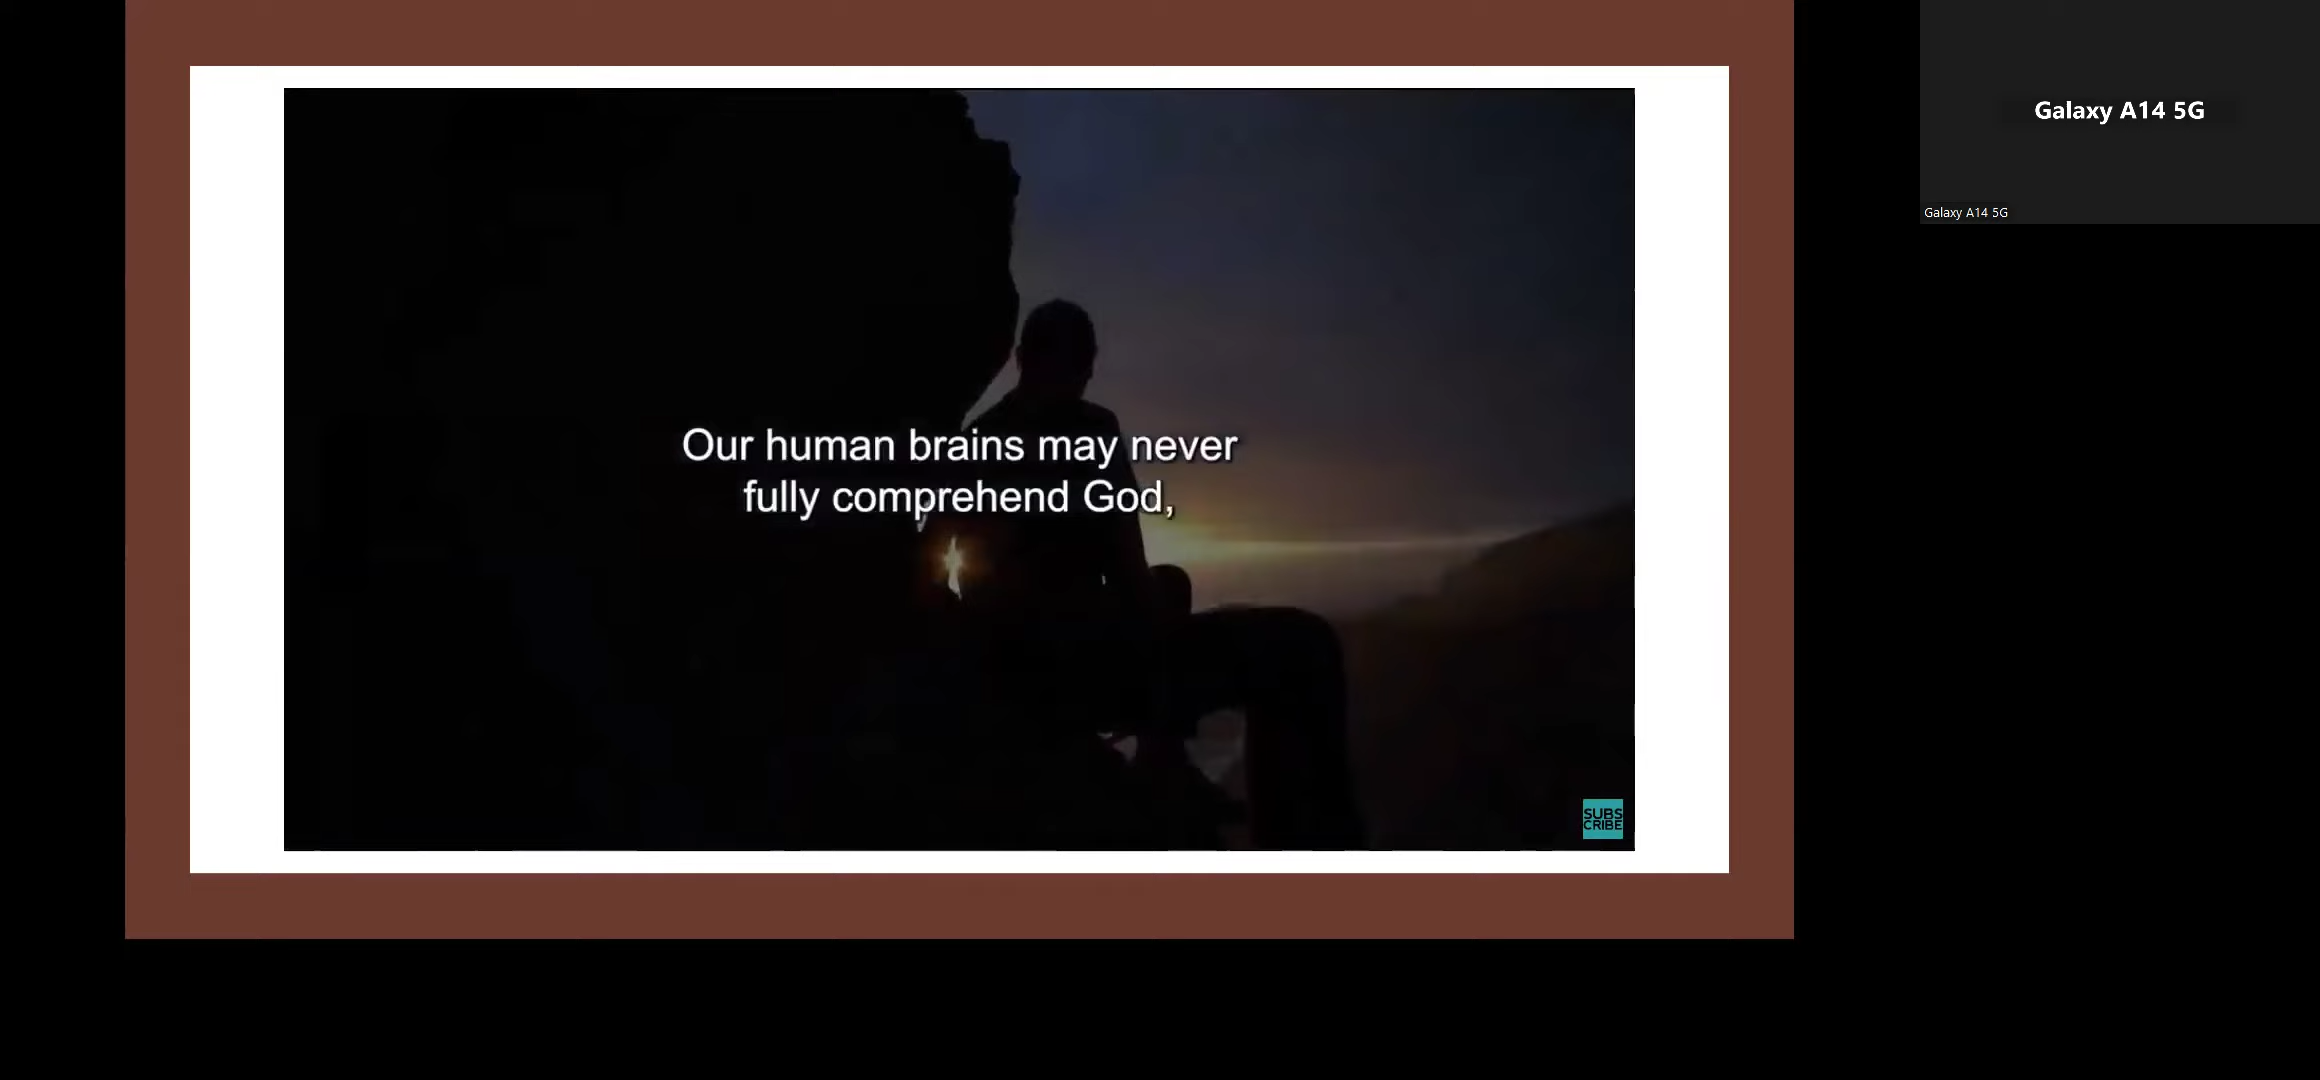 Our human brains may never
fully comprehend God,
SUBS
CRIBE
Galaxy A14 5G
Galaxy A14 5G